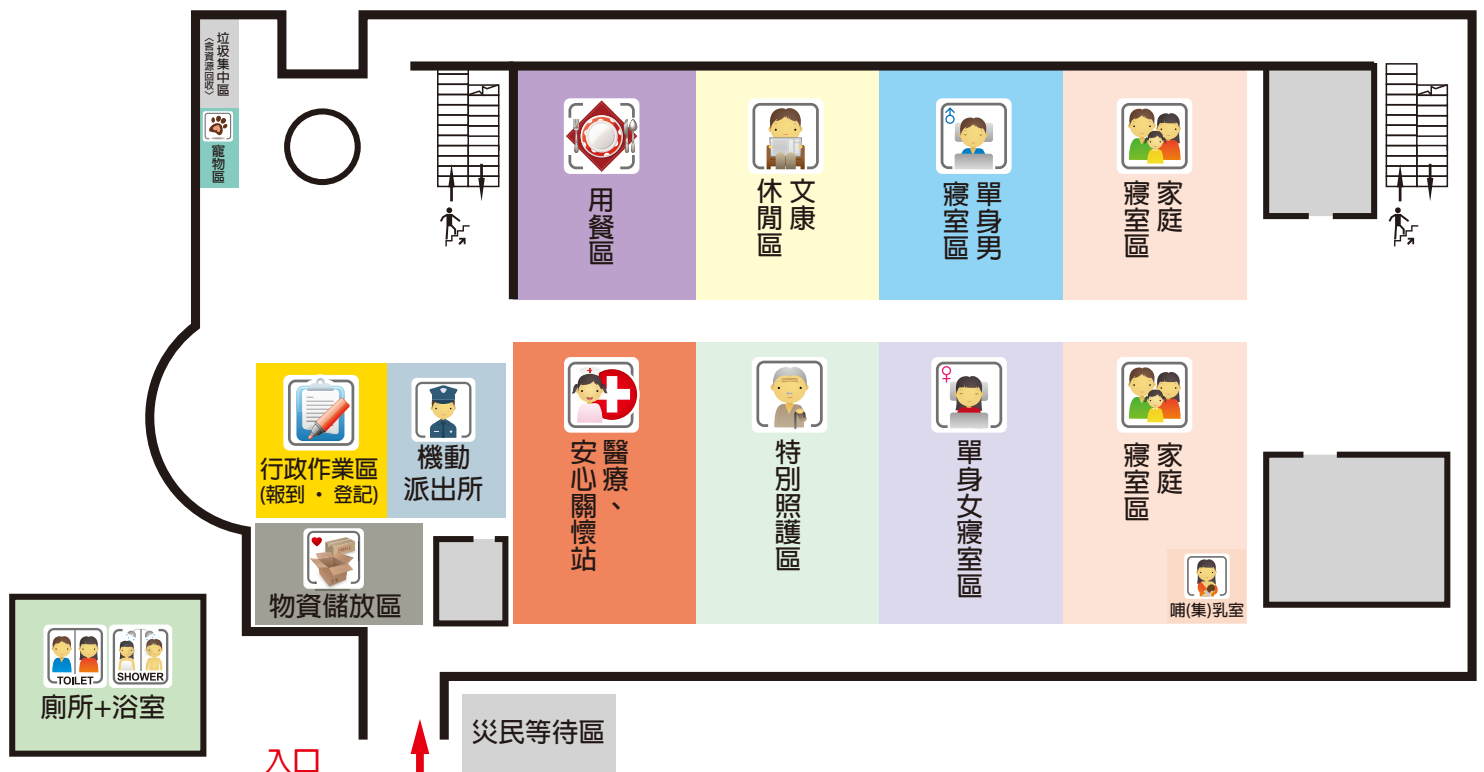 垃圾集中區
〈含資源回收〉
寵物區
用餐區
文康
休閒區
單身男
寢室區
家庭
寢室區
行政作業區
(報到・登記)
機動
派出所
醫療、
安心關懷站
特別照護區
單身女寢室區
家庭
寢室區
哺(集)乳室
物資儲放區
TOILET
SHOWER
廁所+浴室
災民等待區
入口